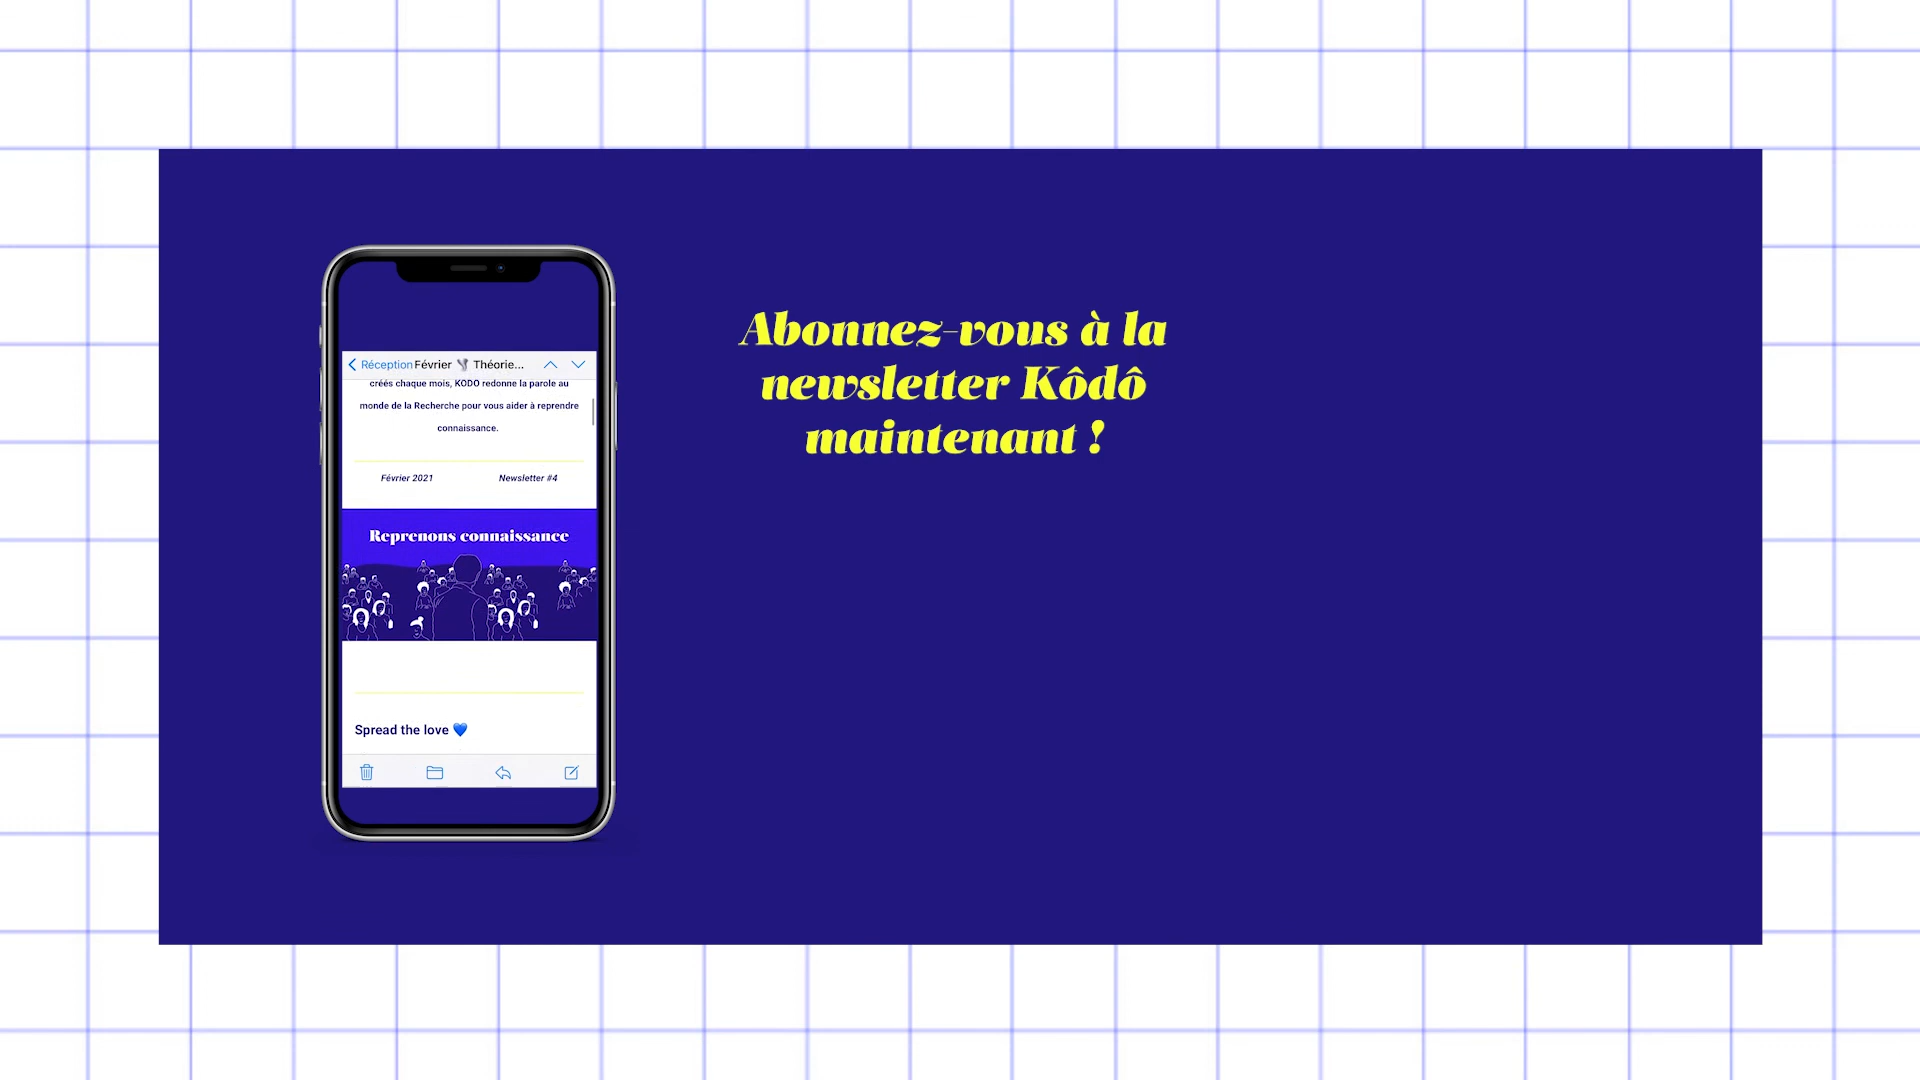 Abonnez-vous à la
newsletter Kôdô
maintenant !
Réception Février Théorie...
créés chaque mois, KODO redonne la parole au
monde de la Recherche pour vous aider à reprendre
connaissance.
Février 2021 Newsletter #4
Reprenons connaissance
Spread the love 💙